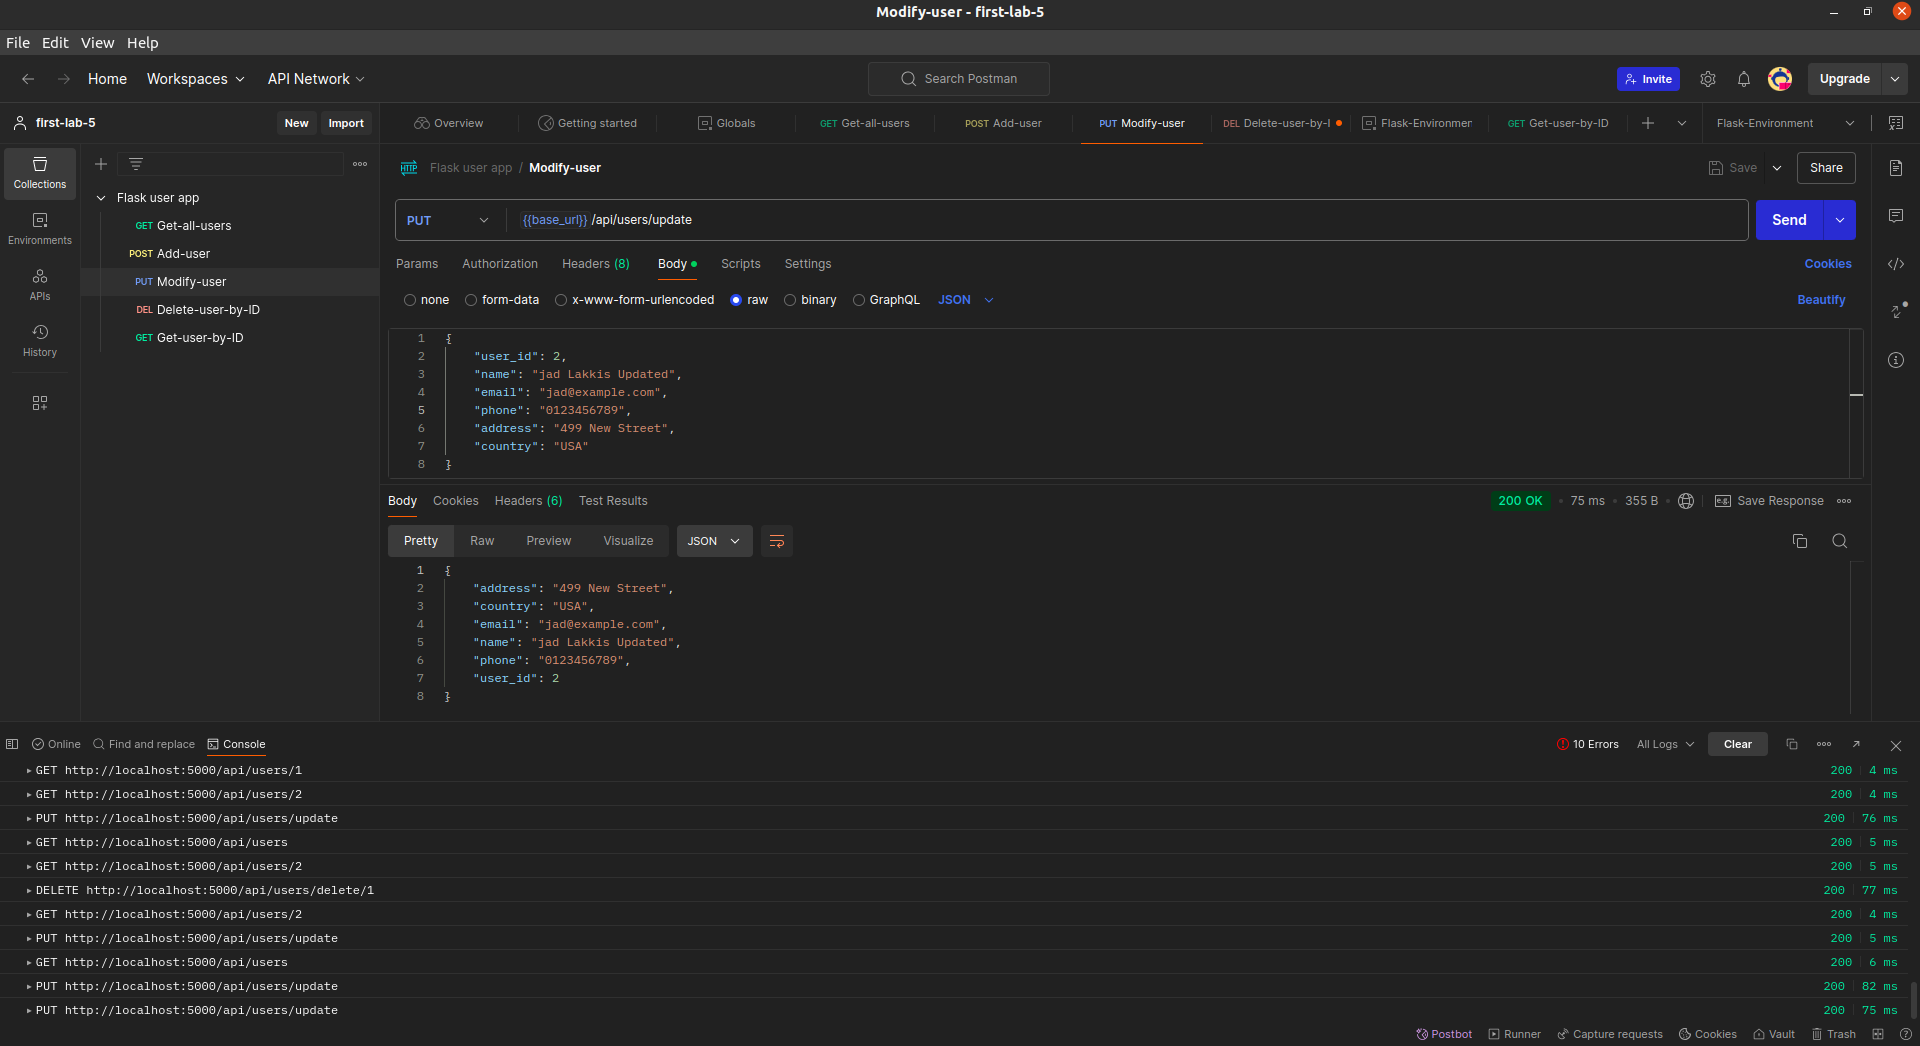 Modify-user - first-lab-5
File Edit View Help
Home Workspaces API Network Search Postman Invite Upgrade
first-lab-5 New Import
Overview Getting started Globals GET Get-all-users POST Add-user PUT Modify-user DEL Delete-user-by-I Flask-Environmer GET Get-user-by-ID Flask-Environment
Collections
Environments
APIs
History
Flask user app
GET Get-all-users
POST Add-user
PUT Modify-user
DEL Delete-user-by-ID
GET Get-user-by-ID
HTTP Flask user app / Modify-user Save Share
PUT {{base_url}} /api/users/update Send
Params Authorization Headers (8) Body Scripts Settings Cookies
none form-data x-www-form-urlencoded raw binary GraphQL JSON Beautify
1 {
2 "user_id": 2,
3 "name": "jad Lakkis Updated",
4 "email": "jad@example.com",
5 "phone": "0123456789",
6 "address": "499 New Street",
7 "country": "USA"
8 }
Body Cookies Headers (6) Test Results 200 OK 75 ms 355 B e.g. Save Response
Pretty Raw Preview Visualize JSON
1 {
2 "address": "499 New Street",
3 "country": "USA",
4 "email": "jad@example.com",
5 "name": "jad Lakkis Updated",
6 "phone": "0123456789",
7 "user_id": 2
8 }
Online Find and replace Console 10 Errors All Logs Clear
GET http://localhost:5000/api/users/1 200 4 ms
GET http://localhost:5000/api/users/2 200 4 ms
PUT http://localhost:5000/api/users/update 200 76 ms
GET http://localhost:5000/api/users 200 5 ms
GET http://localhost:5000/api/users/2 200 5 ms
DELETE http://localhost:5000/api/users/delete/1 200 77 ms
GET http://localhost:5000/api/users/2 200 4 ms
PUT http://localhost:5000/api/users/update 200 5 ms
GET http://localhost:5000/api/users 200 6 ms
PUT http://localhost:5000/api/users/update 200 82 ms
PUT http://localhost:5000/api/users/update 200 75 ms
Postbot Runner Capture requests Cookies Vault Trash